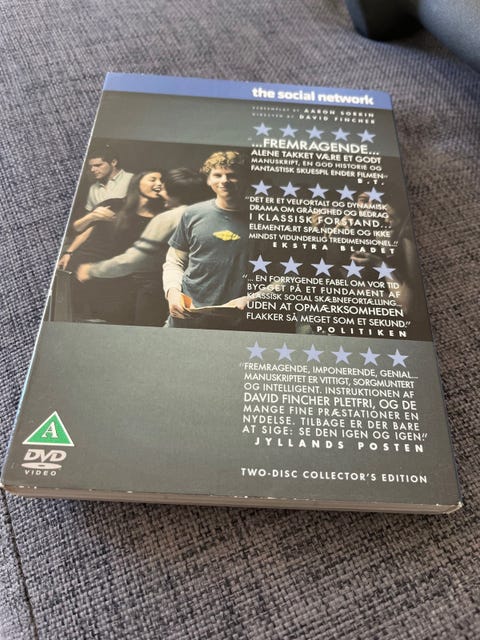 the social network
SCREENPLAY BY AARON SORKIN
DIRECTED BY DAVID FINCHER
"...FREMRAGENDE...
ALENE TAKKET VÆRE ET GODT
MANUSKRIPT, EN GOD HISTORIE OG
FANTASTISK SKUESPIL ENDER FILMEN..."
B.T.
"DET ER ET VELFORTALT OG DYNAMISK
DRAMA OM GRÅDIGHED OG BEDRAG
I KLASSISK FORSTAND...
ELEMENTÆRT SPÆNDENDE OG IKKE
MINDST VIDUNDERLIG TREDIMENSIONEL."
EKSTRA BLADET
"... EN FORRYGENDE FABEL OM VOR TID
BYGGET PÅ ET FUNDAMENT AF
KLASSISK SOCIAL SKÆBNEFORTÆLLING...
UDEN AT OPMÆRKSOMHEDEN
FLAKKER SÅ MEGET SOM ET SEKUND."
POLITIKEN
"FREMRAGENDE, IMPONERENDE, GENIAL...
MANUSKRIPTET ER VITTIGT, SORGMUNTERT
OG INTELLIGENT. INSTRUKTIONEN AF
DAVID FINCHER PLETFRI, OG DE
MANGE FINE PRÆSTATIONER EN
NYDELSE. TILBAGE ER DER BARE
AT SIGE: SE DEN IGEN OG IGEN."
JYLLANDS POSTEN
A
DVD
VIDEO
TWO-DISC COLLECTOR'S EDITION